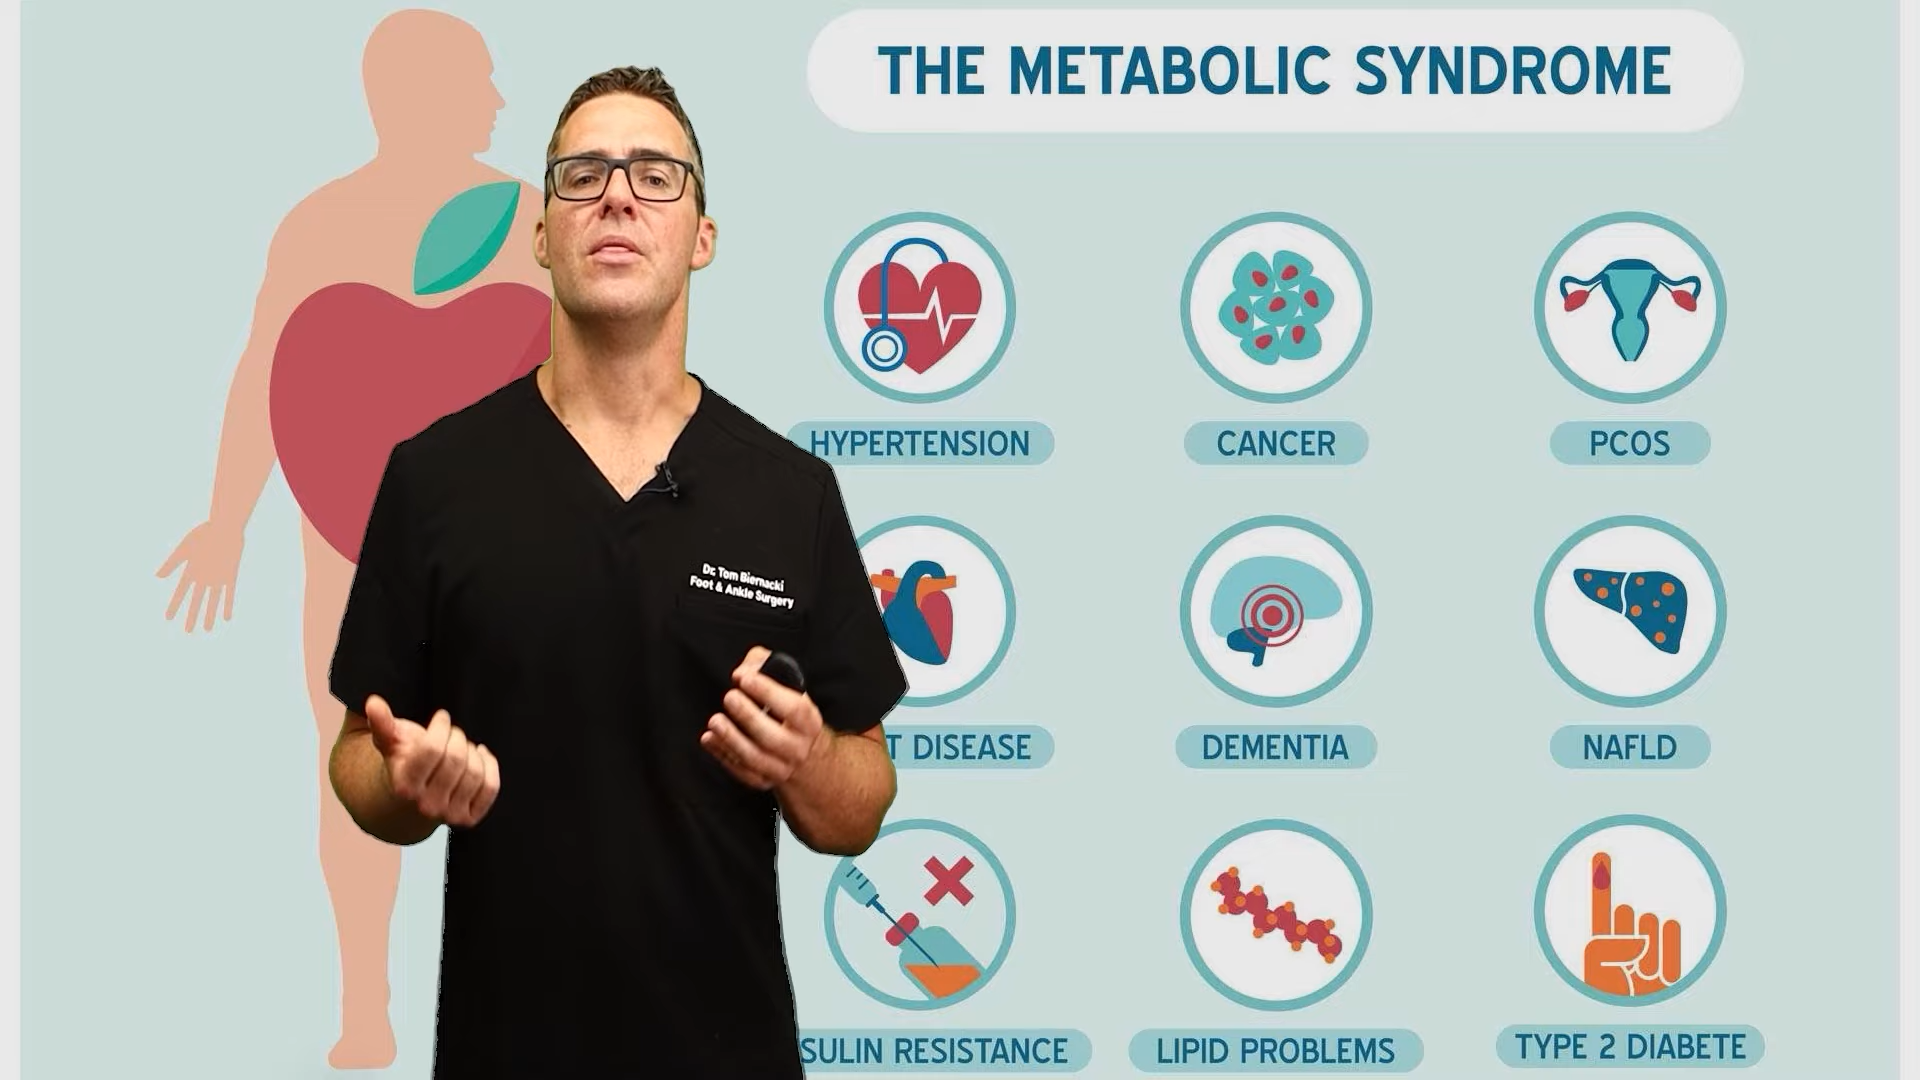 THE METABOLIC SYNDROME
HYPERTENSION
CANCER
PCOS
Dr. Tom Biernacki
Foot & Ankle Surgery
T DISEASE
DEMENTIA
NAFLD
SULIN RESISTANCE
LIPID PROBLEMS
TYPE 2 DIABETE